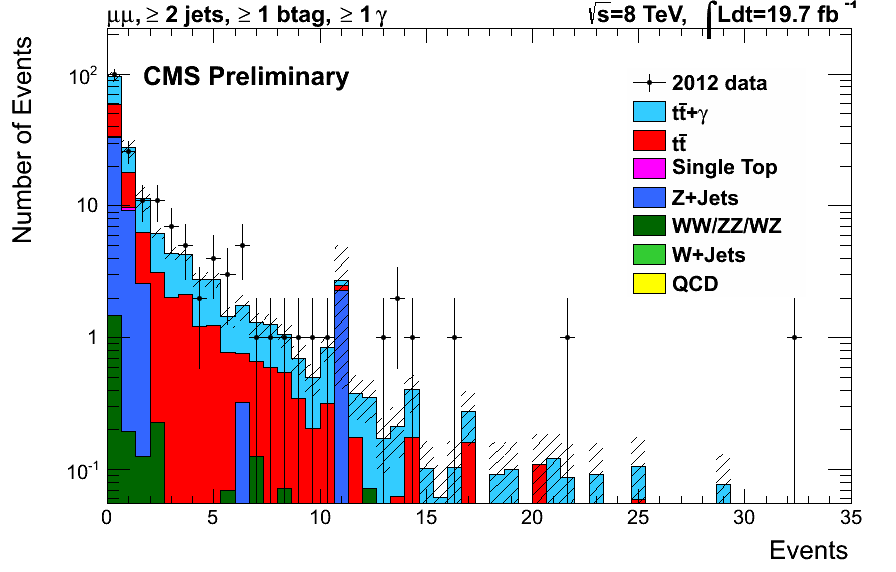 μμ, ≥ 2 jets, ≥ 1 btag, ≥ 1 γ √s=8 TeV, ∫Ldt=19.7 fb⁻¹
CMS Preliminary
Number of Events
10²
10
1
10⁻¹
2012 data
tt̄+γ
tt̄
Single Top
Z+Jets
WW/ZZ/WZ
W+Jets
QCD
0 5 10 15 20 25 30 35
Events